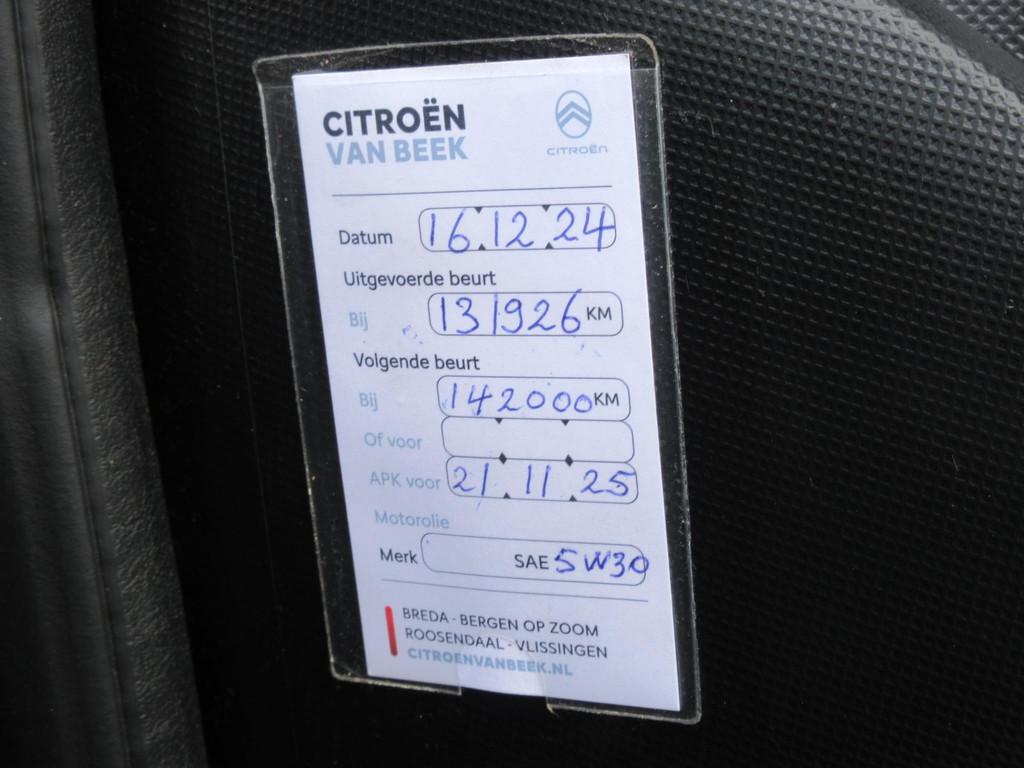 CITROËN
VAN BEEK
CITROËN
Datum 16.12.24
Uitgevoerde beurt
Bij 131926 KM
Volgende beurt
Bij 142000 KM
Of voor
APK voor 21.11.25
Motorolie
Merk SAE 5W30
BREDA - BERGEN OP ZOOM
ROOSENDAAL - VLISSINGEN
CITROENVANBEEK.NL